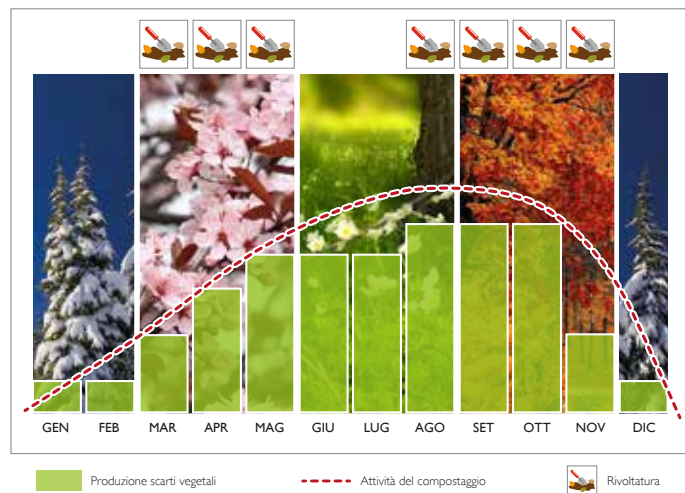 GEN FEB MAR APR MAG GIU LUG AGO SET OTT NOV DIC
Produzione scarti vegetali Attività del compostaggio Rivoltatura